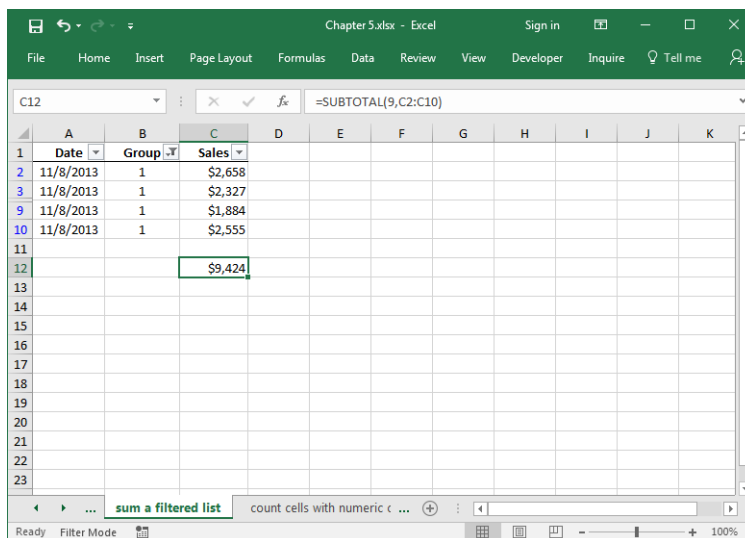 Chapter 5.xlsx - Excel Sign in
File Home Insert Page Layout Formulas Data Review View Developer Inquire Tell me
C12 fx =SUBTOTAL(9,C2:C10)
A B C D E F G H I J K
1 Date Group Sales
2 11/8/2013 1 $2,658
3 11/8/2013 1 $2,327
9 11/8/2013 1 $1,884
10 11/8/2013 1 $2,555
11
12 $9,424
13
14
15
16
17
18
19
20
21
22
23
... sum a filtered list count cells with numeric c ...
Ready Filter Mode 100%